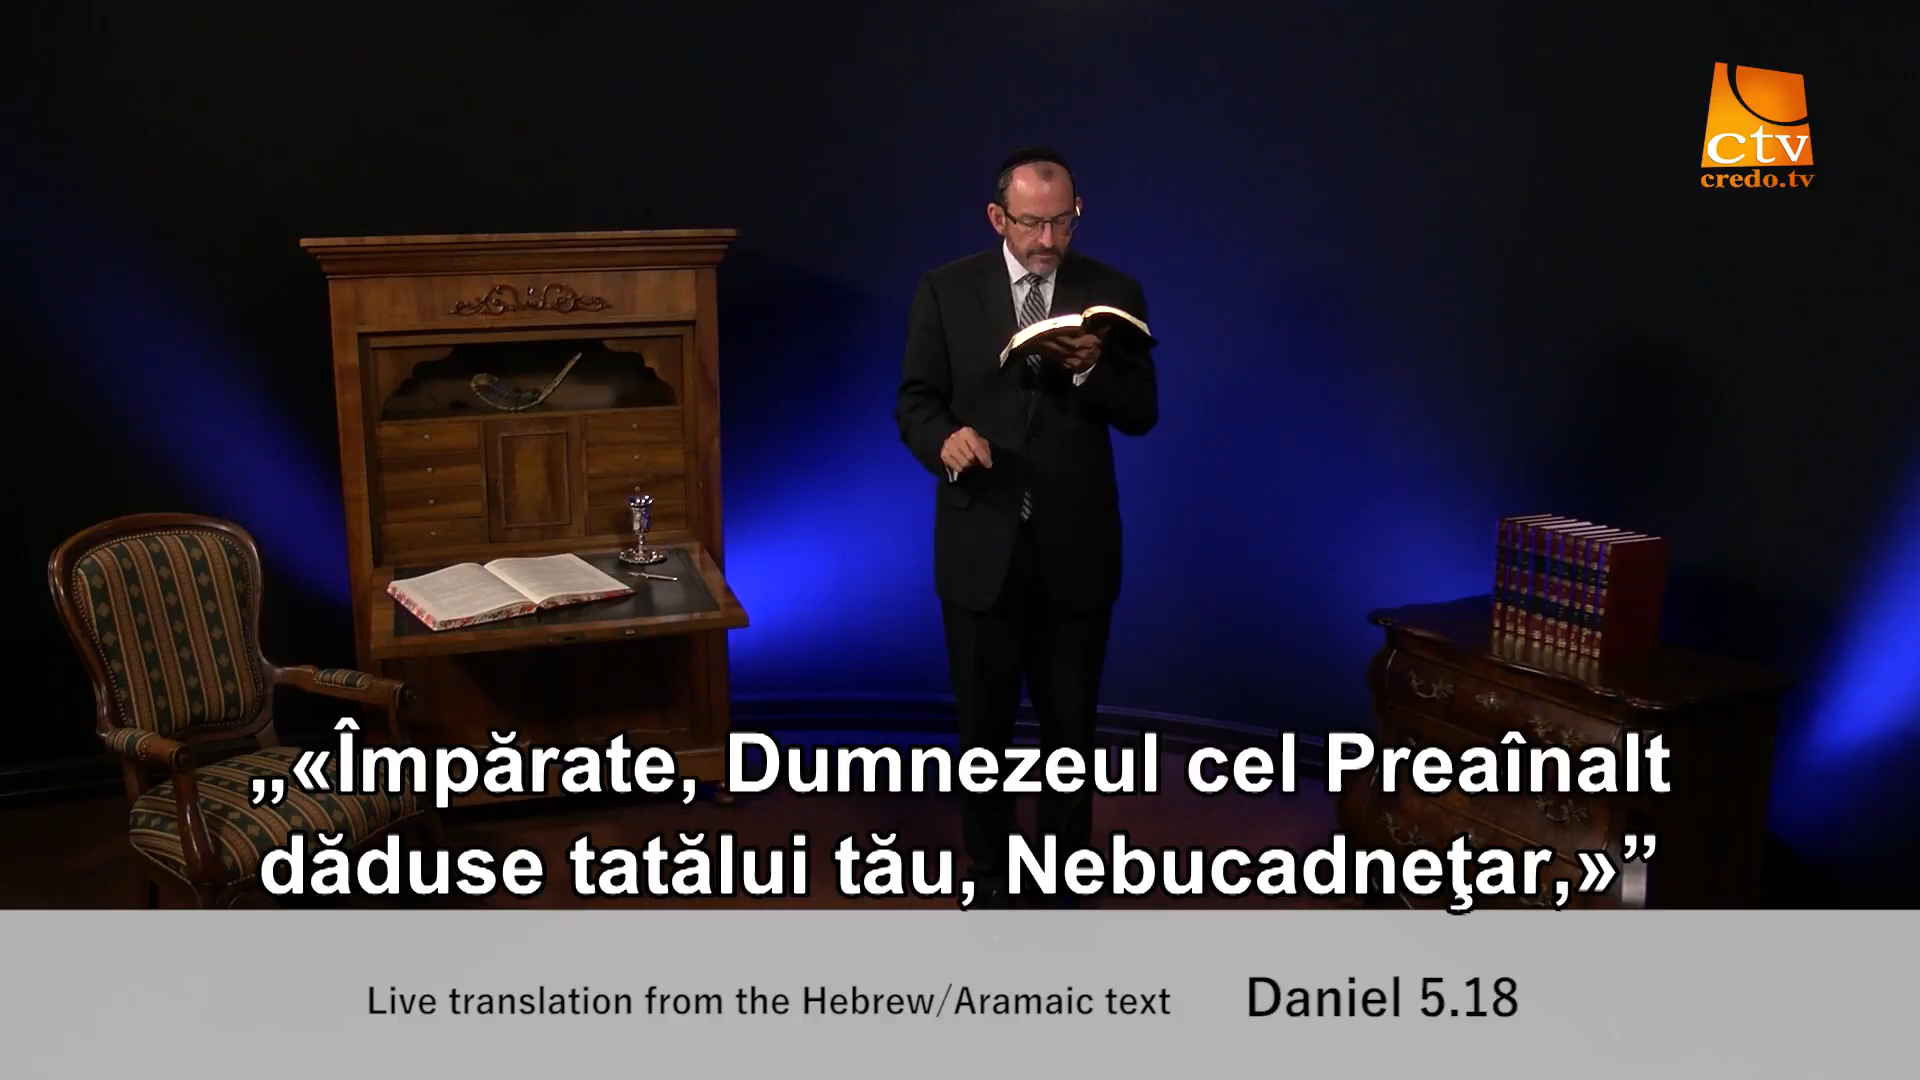 ctv
credo.tv
„«Împărate, Dumnezeul cel Preaînalt
dăduse tatălui tău, Nebucadneţar,»”
Live translation from the Hebrew/Aramaic text Daniel 5.18